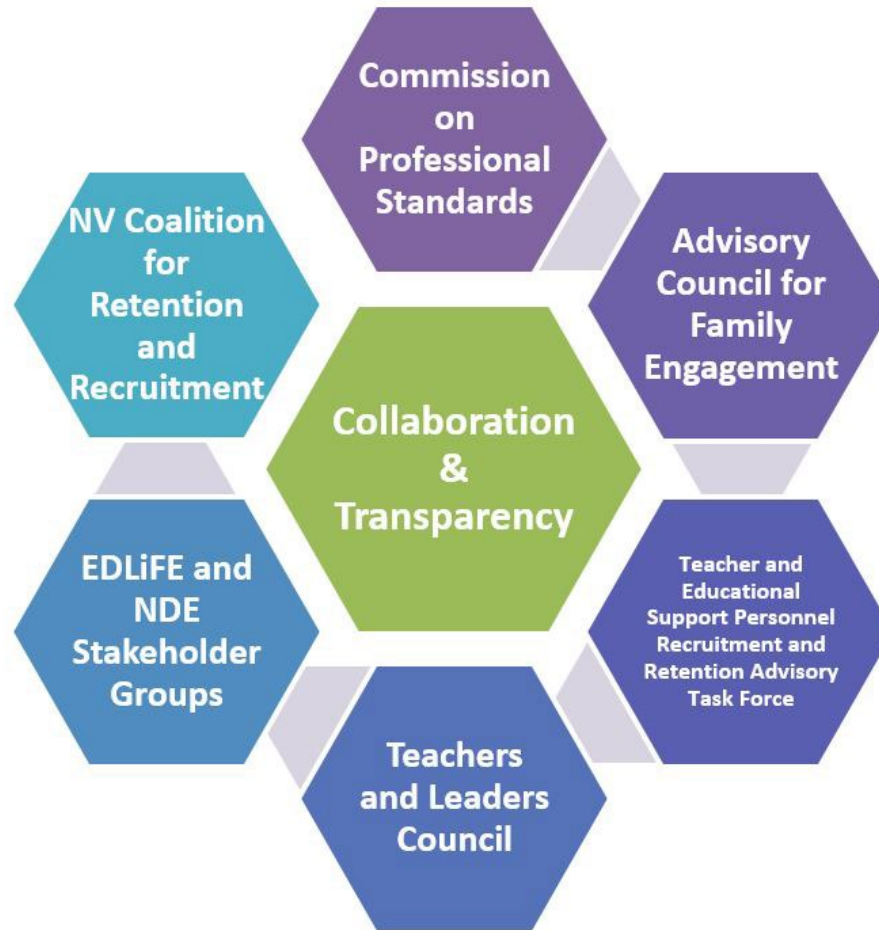 Commission
on
Professional
Standards
NV Coalition
for
Retention
and
Recruitment
Advisory
Council for
Family
Engagement
Collaboration
&
Transparency
EDLiFE and
NDE
Stakeholder
Groups
Teacher and
Educational
Support Personnel
Recruitment and
Retention Advisory
Task Force
Teachers
and Leaders
Council